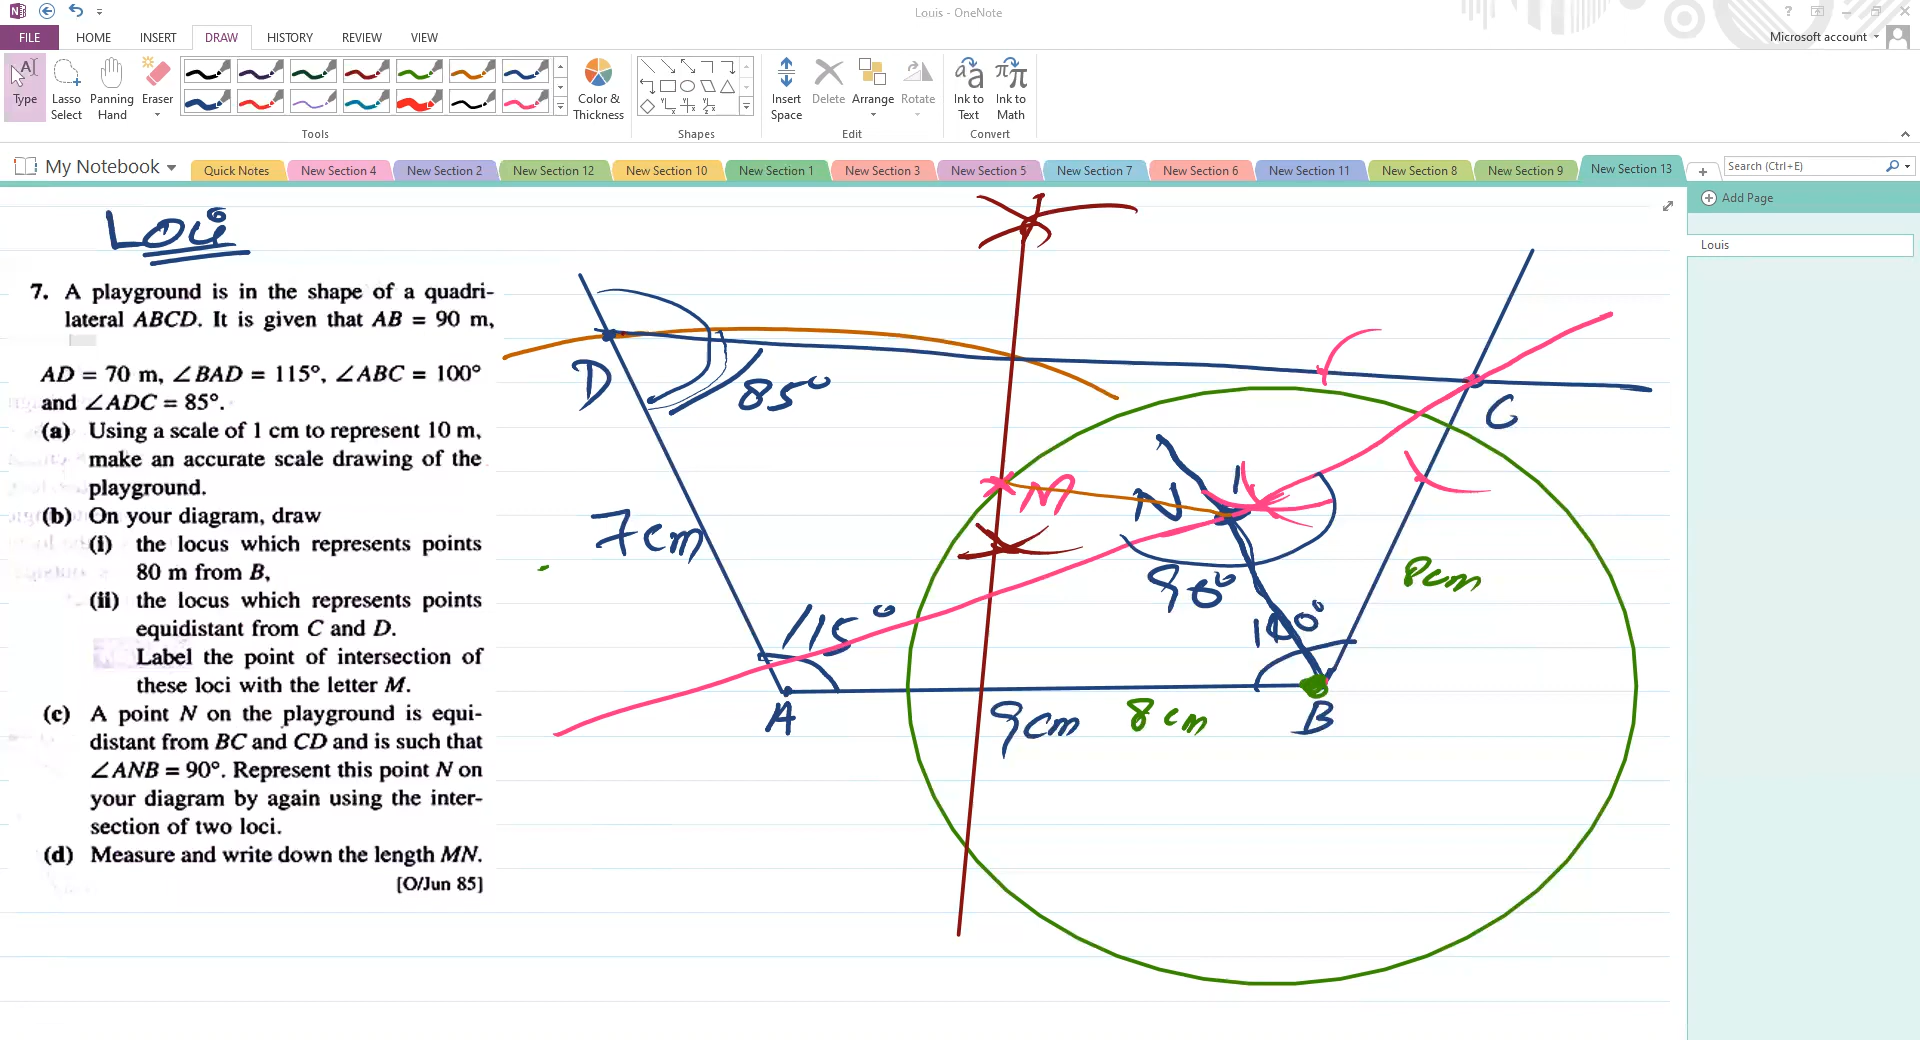 Louis - OneNote
FILE HOME INSERT DRAW HISTORY REVIEW VIEW
Microsoft account
Type
Lasso Select
Panning Hand
Eraser
Color & Thickness
Insert Space
Delete
Arrange
Rotate
Ink to Text
Ink to Math
Tools
Shapes
Edit
Convert
My Notebook
Quick Notes New Section 4 New Section 2 New Section 12 New Section 10 New Section 1 New Section 3 New Section 5 New Section 7 New Section 6 New Section 11 New Section 8 New Section 9 New Section 13
Search (Ctrl+E)
Add Page
Louis
Loci
7. A playground is in the shape of a quadri-
lateral ABCD. It is given that AB = 90 m,
AD = 70 m, ∠BAD = 115°, ∠ABC = 100°
and ∠ADC = 85°.
(a) Using a scale of 1 cm to represent 10 m,
make an accurate scale drawing of the
playground.
(b) On your diagram, draw
(i) the locus which represents points
80 m from B,
(ii) the locus which represents points
equidistant from C and D.
Label the point of intersection of
these loci with the letter M.
(c) A point N on the playground is equi-
distant from BC and CD and is such that
∠ANB = 90°. Represent this point N on
your diagram by again using the inter-
section of two loci.
(d) Measure and write down the length MN.
[O/Jun 85]
D
85°
C
M
N
7cm
90°
8cm
115°
100°
A
9cm
8cm
B